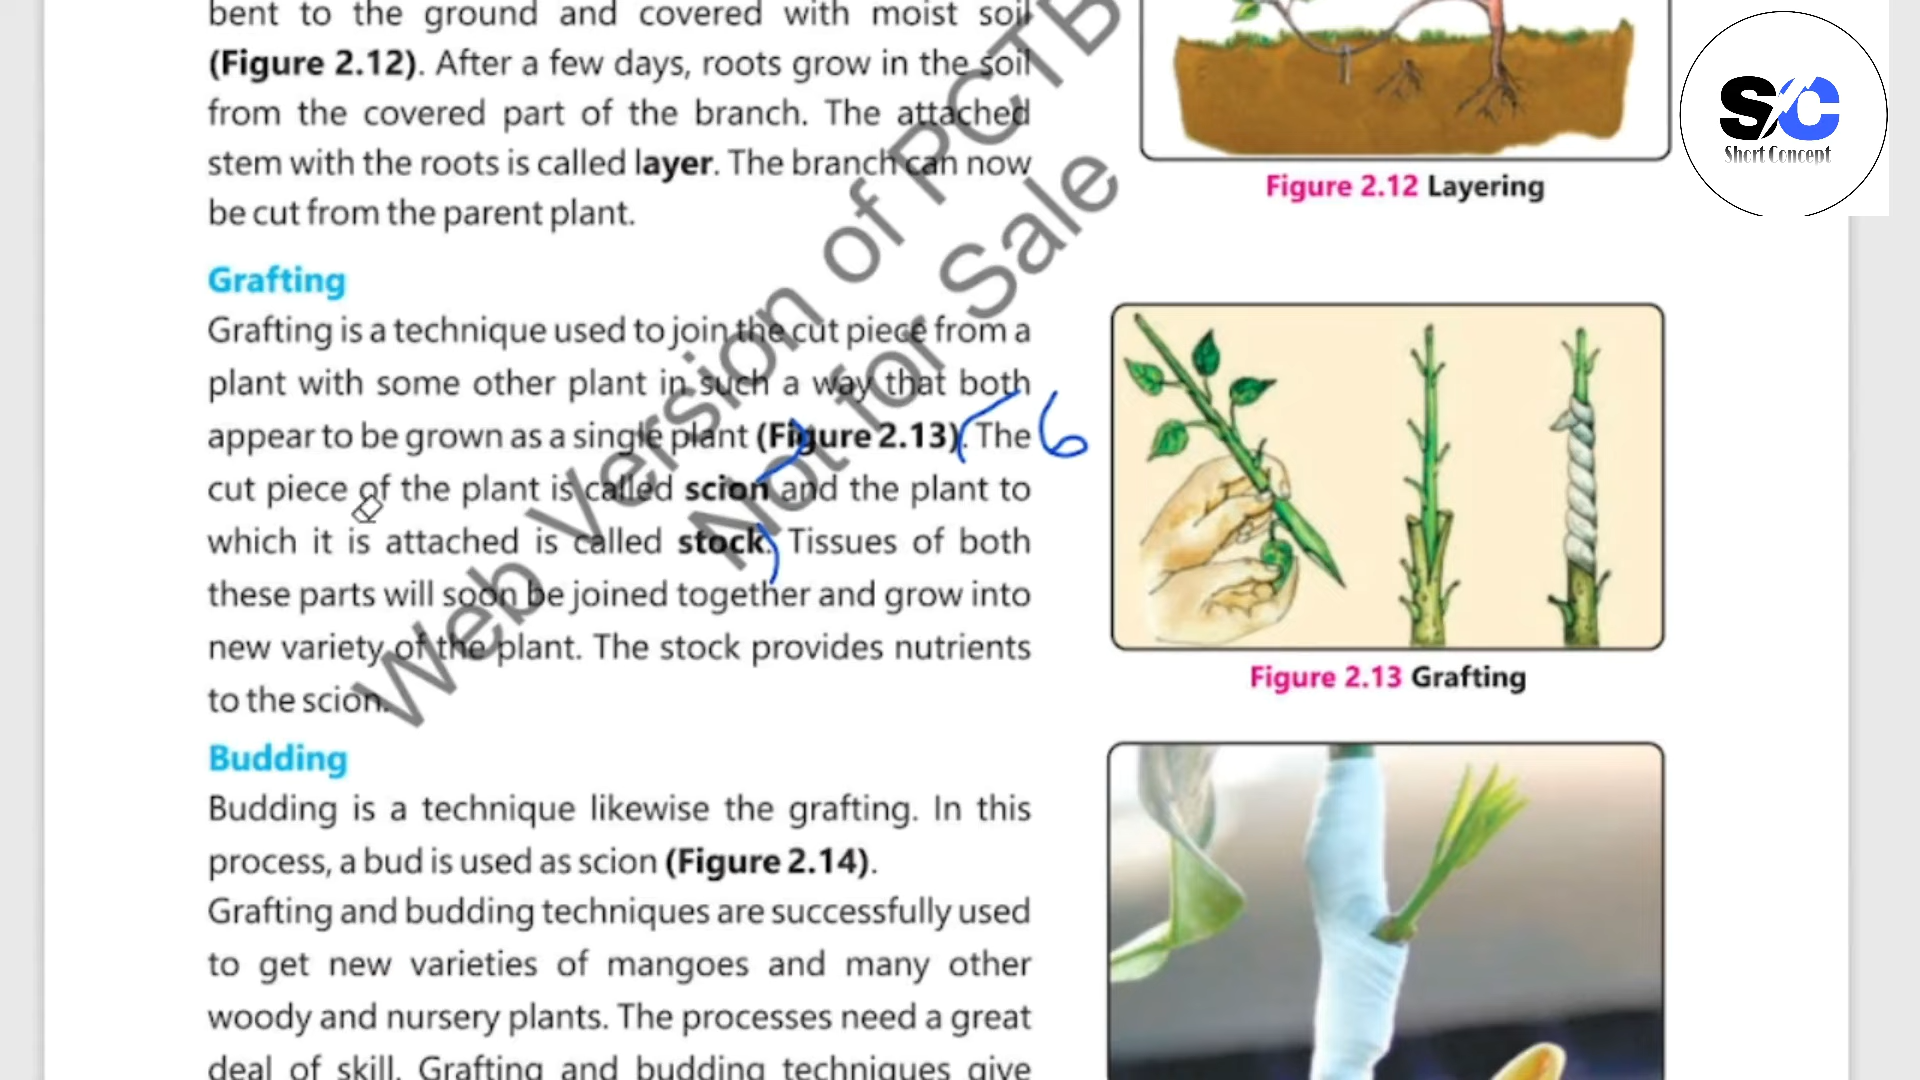 bent to the ground and covered with moist soil
(Figure 2.12). After a few days, roots grow in the soil
from the covered part of the branch. The attached
stem with the roots is called layer. The branch can now
be cut from the parent plant.
Figure 2.12 Layering
S/C
Short Concept
Grafting
Grafting is a technique used to join the cut piece from a
plant with some other plant in such a way that both
appear to be grown as a single plant (Figure 2.13). The
cut piece of the plant is called scion and the plant to
which it is attached is called stock. Tissues of both
these parts will soon be joined together and grow into
new variety of the plant. The stock provides nutrients
to the scion.
6
Figure 2.13 Grafting
Budding
Budding is a technique likewise the grafting. In this
process, a bud is used as scion (Figure 2.14).
Grafting and budding techniques are successfully used
to get new varieties of mangoes and many other
woody and nursery plants. The processes need a great
deal of skill. Grafting and budding techniques give
Web Version of PCTB
Not for Sale